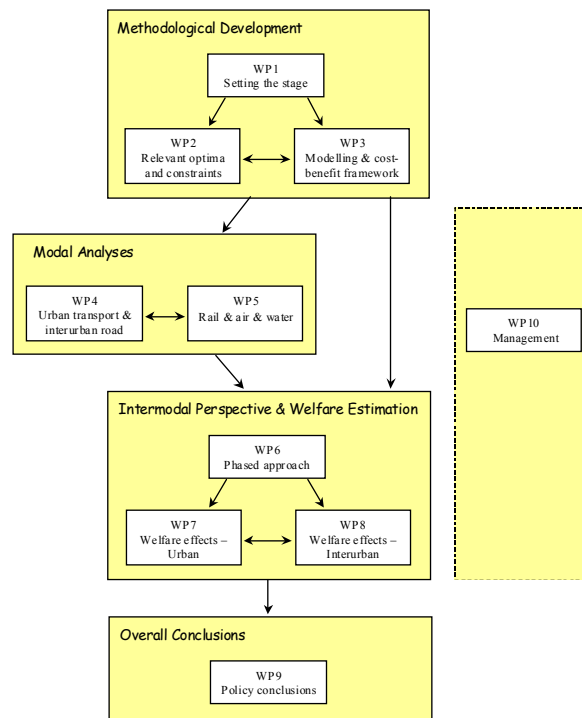 Methodological Development
WP1
Setting the stage
WP2
Relevant optima
and constraints
WP3
Modelling & cost-
benefit framework
Modal Analyses
WP4
Urban transport &
interurban road
WP5
Rail & air & water
WP10
Management
Intermodal Perspective & Welfare Estimation
WP6
Phased approach
WP7
Welfare effects –
Urban
WP8
Welfare effects –
Interurban
Overall Conclusions
WP9
Policy conclusions